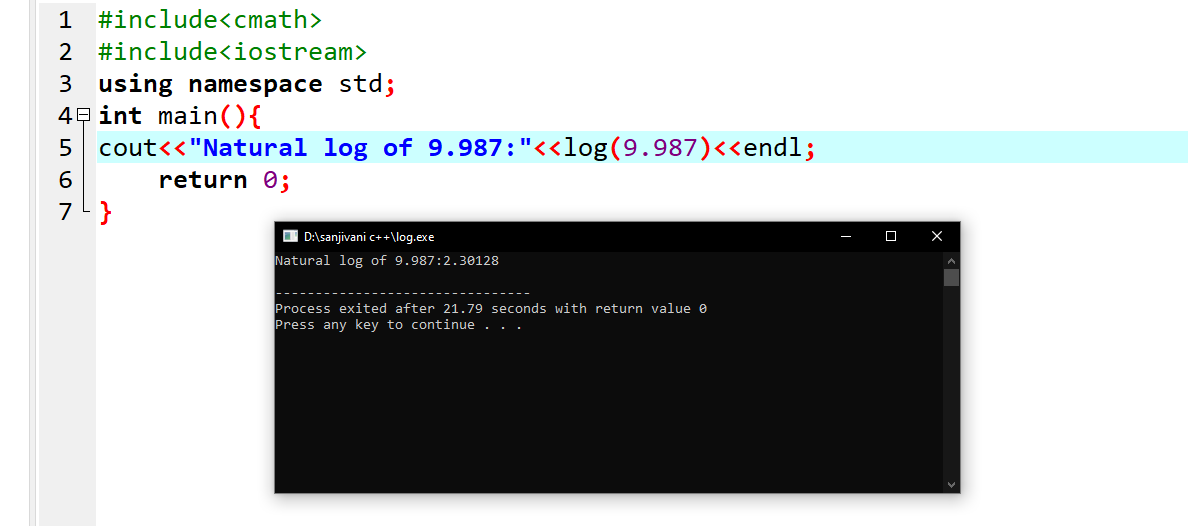 1 #include<cmath>
2 #include<iostream>
3 using namespace std;
4 int main(){
5 cout<<"Natural log of 9.987:"<<log(9.987)<<endl;
6     return 0;
7 }
D:\sanjivani c++\log.exe
Natural log of 9.987:2.30128
--------------------------------
Process exited after 21.79 seconds with return value 0
Press any key to continue . . .